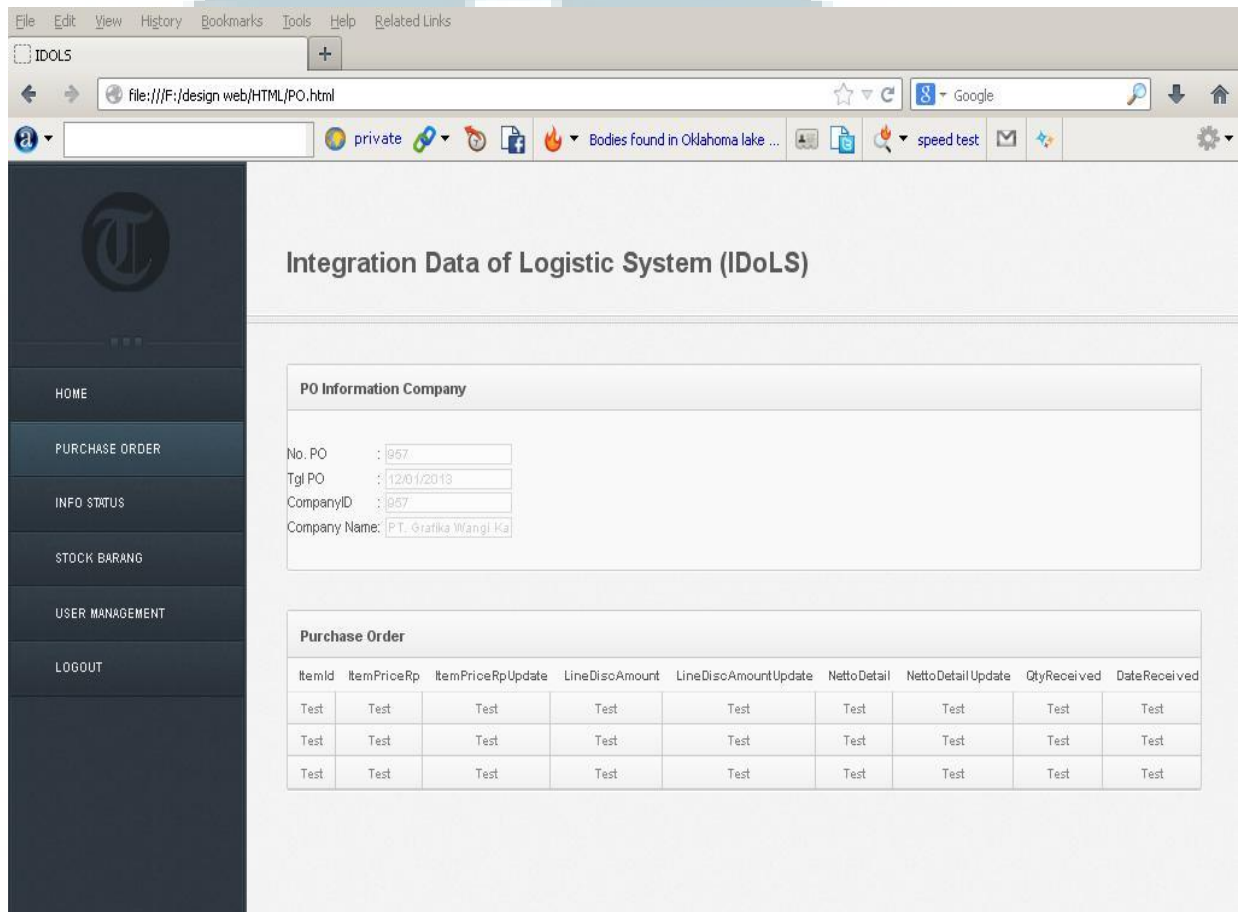 File Edit View History Bookmarks Tools Help Related Links
IDOLS +
file:///F:/design web/HTML/PO.html
8 Google
a private Bodies found in Oklahoma lake ... speed test
T
Integration Data of Logistic System (IDoLS)
HOME
PURCHASE ORDER
INFO STATUS
STOCK BARANG
USER MANAGEMENT
LOGOUT
PO Information Company
No. PO : 957
Tgl PO : 12/01/2013
CompanyID : 957
Company Name: PT. Grafika Wangi Ka
Purchase Order
ItemId ItemPriceRp ItemPriceRpUpdate LineDiscAmount LineDiscAmountUpdate NettoDetail NettoDetailUpdate QtyReceived DateReceived
Test Test Test Test Test Test Test Test Test
Test Test Test Test Test Test Test Test Test
Test Test Test Test Test Test Test Test Test